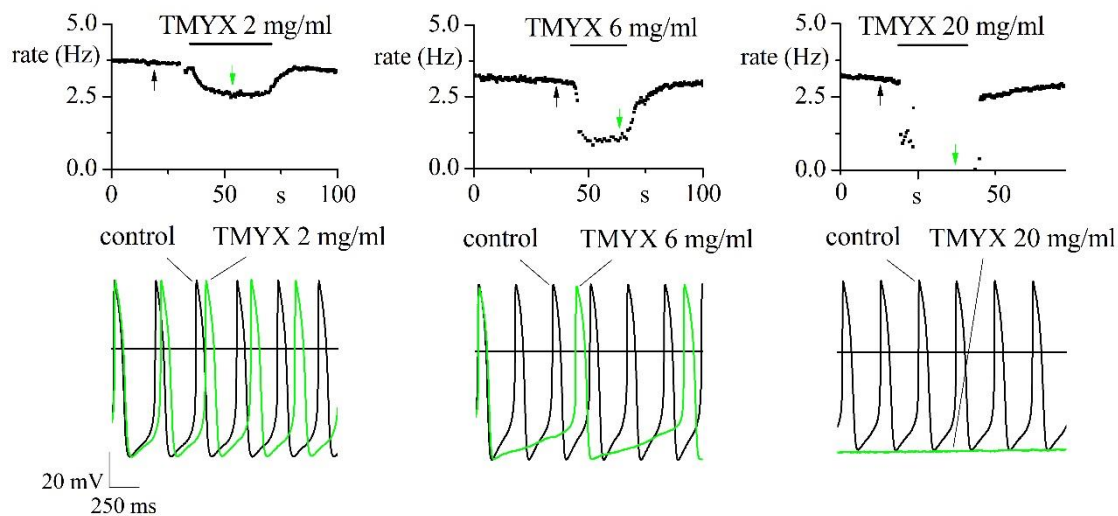 TMYX 2 mg/ml
5.0
rate (Hz)
2.5
0.0
0
50
s
100
TMYX 6 mg/ml
5.0
rate (Hz)
2.5
0.0
0
50
s
100
TMYX 20 mg/ml
5.0
rate (Hz)
2.5
0.0
0
s
50
control
TMYX 2 mg/ml
control
TMYX 6 mg/ml
control
TMYX 20 mg/ml
20 mV
250 ms